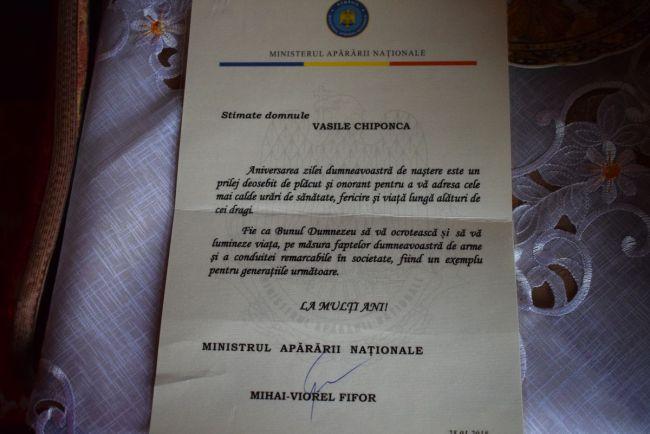 MINISTERUL APĂRĂRII NAȚIONALE
Stimate domnule
VASILE CHIPONCA
Aniversarea zilei dumneavoastră de naștere este un
prilej deosebit de plăcut și onorant pentru a vă adresa cele
mai calde urări de sănătate, fericire și viață lungă alături de
cei dragi.
Fie ca Bunul Dumnezeu să vă ocrotească și să vă
lumineze viața, pe măsura faptelor dumneavoastră de arme
și a conduitei remarcabile în societate, fiind un exemplu
pentru generațiile următoare.
LA MULȚI ANI!
MINISTRUL APĂRĂRII NAȚIONALE
MIHAI-VIOREL FIFOR